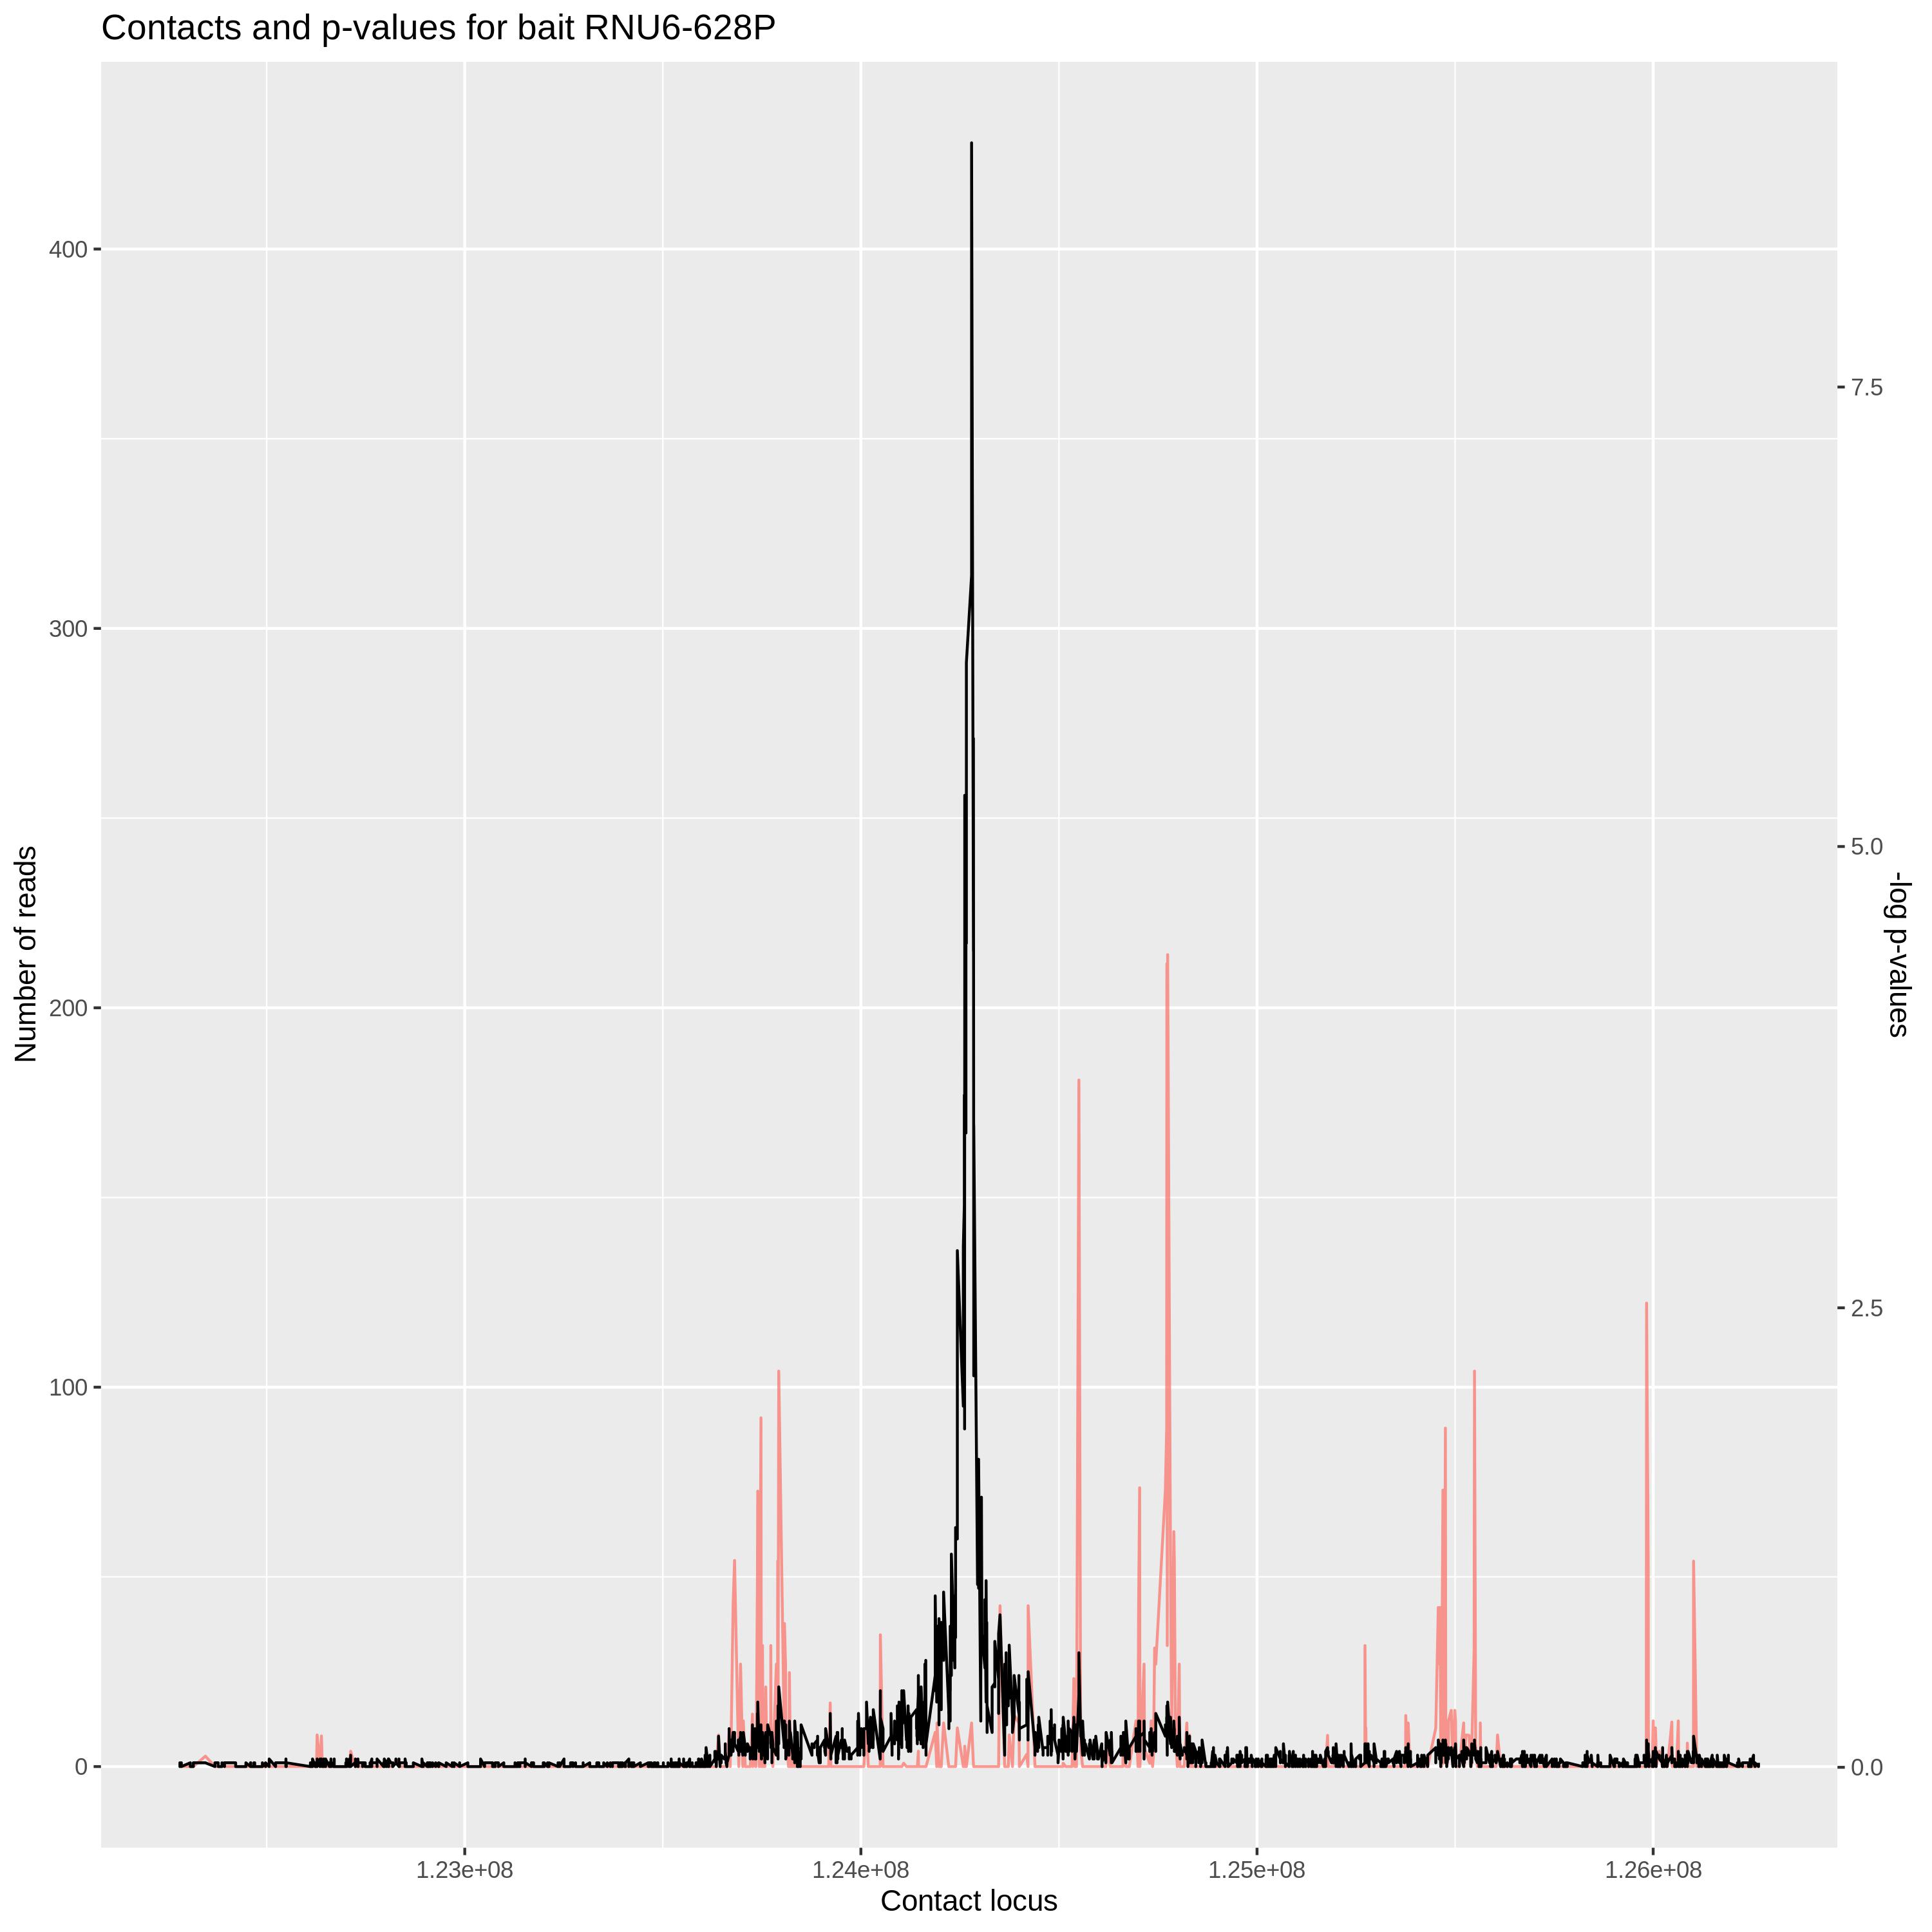 Contacts and p-values for bait RNU6-628P
400
300
200
100
0
Number of reads
7.5
5.0
2.5
0.0
-log p-values
1.23e+08
1.24e+08
1.25e+08
1.26e+08
Contact locus